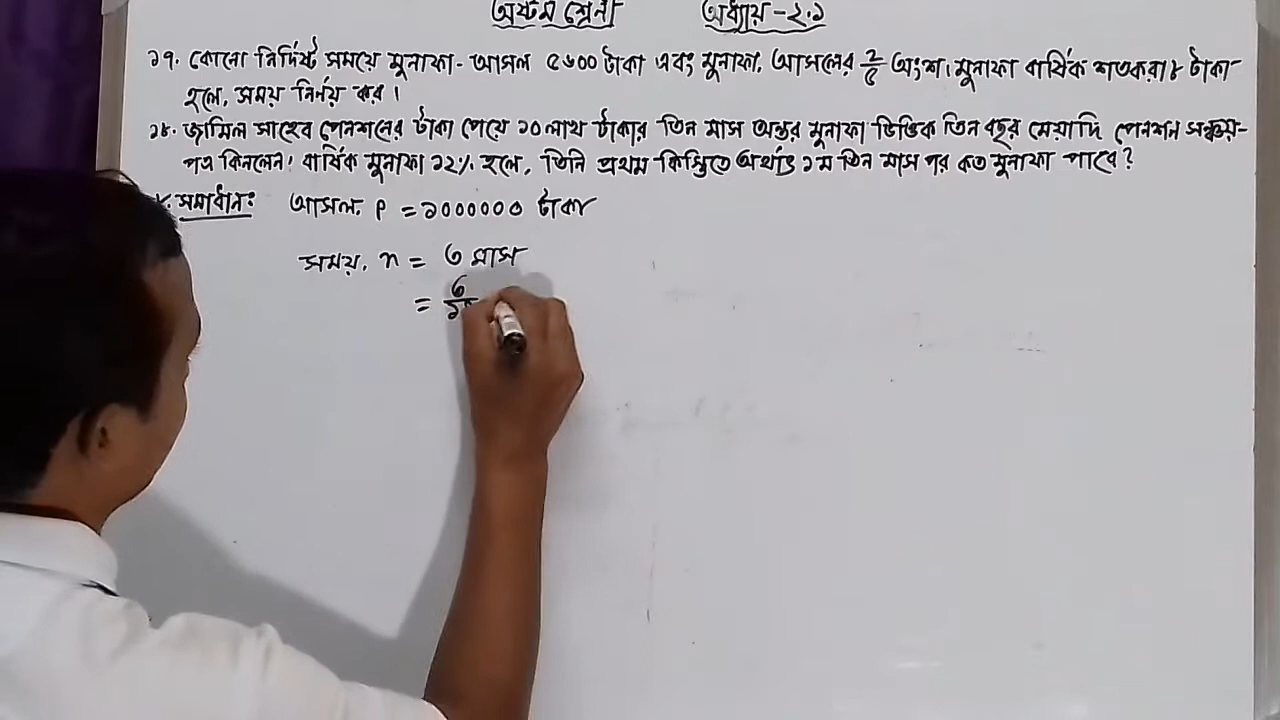 অষ্টম শ্রেণী অধ্যায় - ২.১
১৭. কোনো নির্দিষ্ট সময়ে মুনাফা - আসল ৫৬০০ টাকা এবং মুনাফা, আসলের ২/৫ অংশ। মুনাফা বার্ষিক শতকরা ৮ টাকা
হলে, সময় নির্ণয় কর।
১৮. জামিল সাহেব পেনশনের টাকা পেয়ে ১০ লাখ টাকার তিন মাস অন্তর মুনাফা ভিত্তিক তিন বছর মেয়াদি পেনশন সঞ্চয়-
পত্র কিনলেন। বার্ষিক মুনাফা ১২% হলে, তিনি প্রথম কিস্তিতে অর্থাৎ ১ম তিন মাস পর কত মুনাফা পাবে?
সমাধান: আসল, P = ১০০০০০০ টাকা
সময়, n = ৩ মাস
= ৩/১২